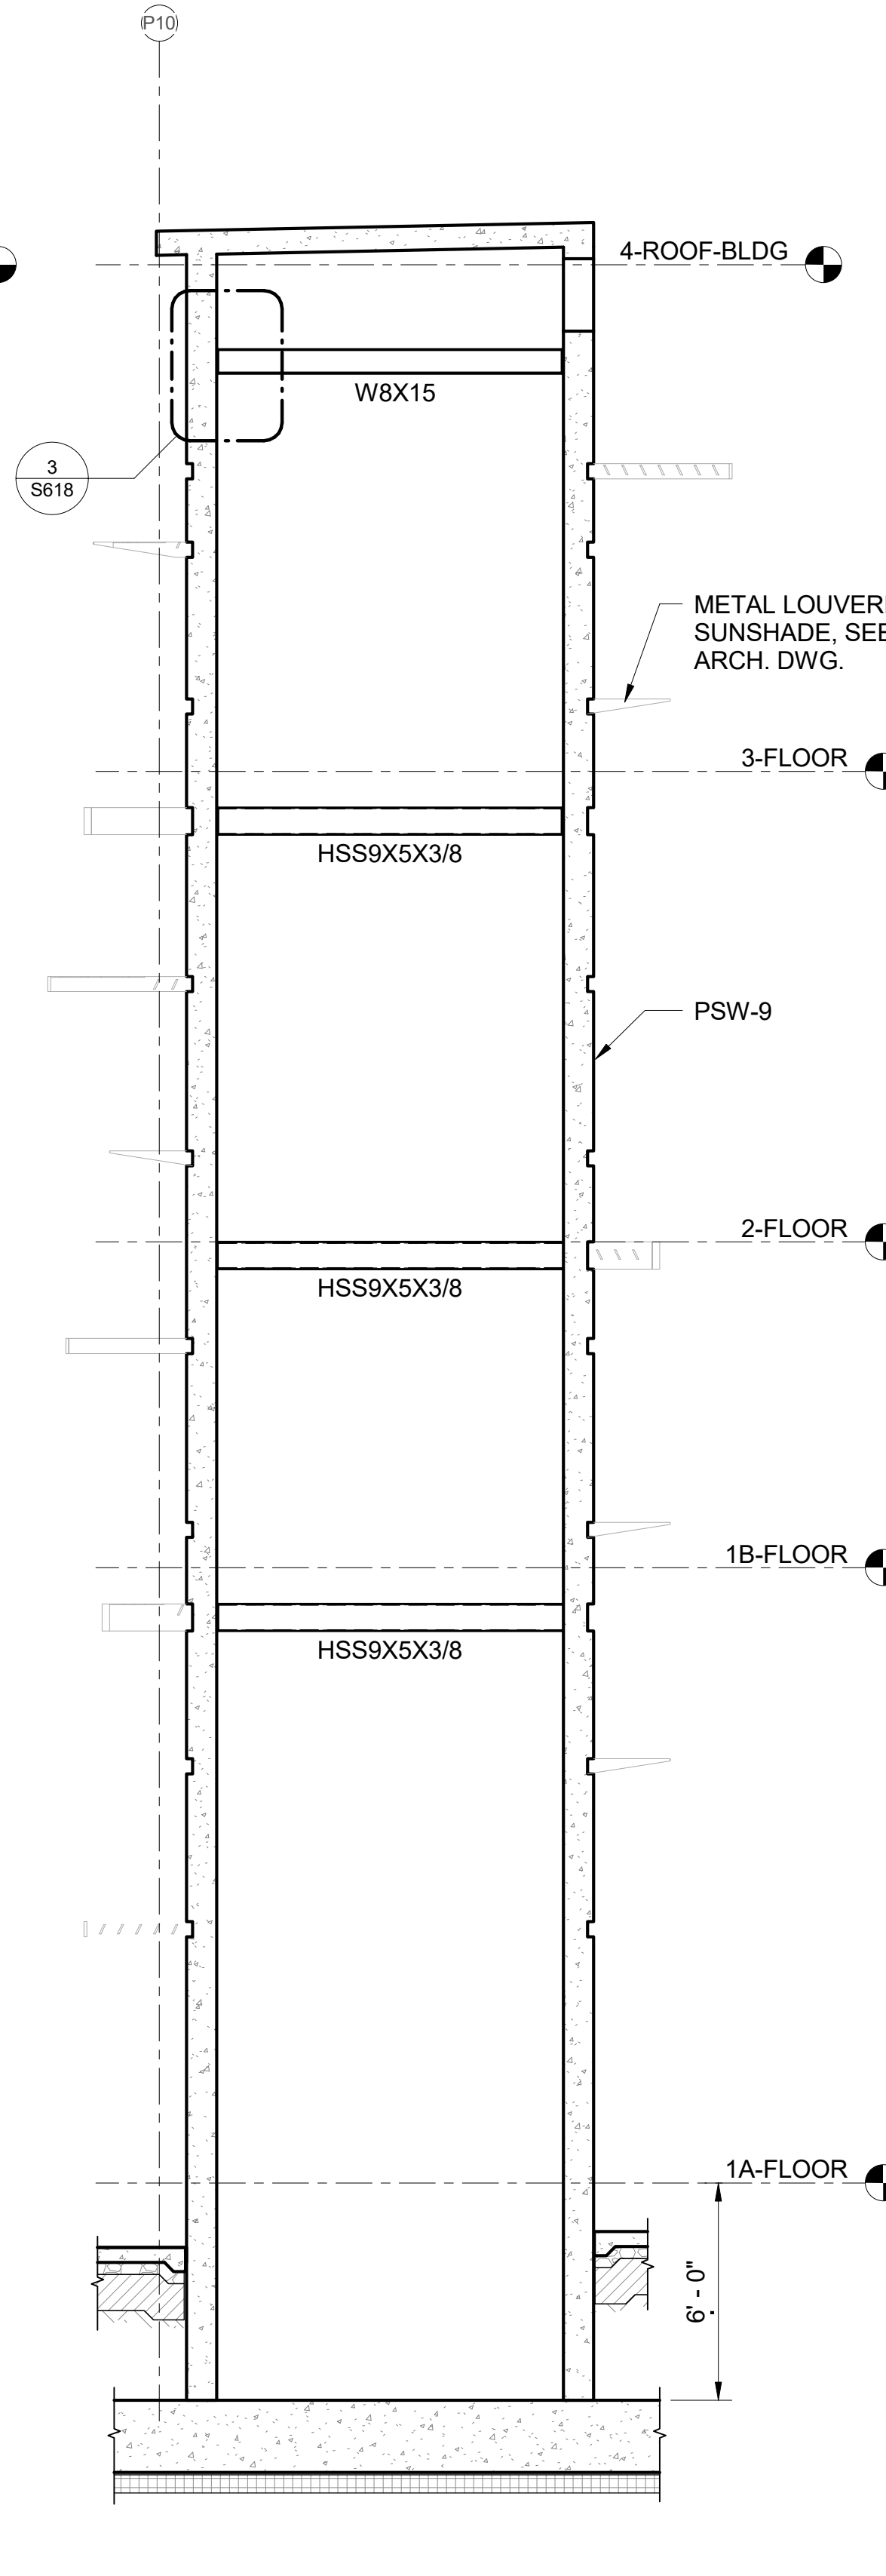 P10
4-ROOF-BLDG
W8X15
3
S618
METAL LOUVER
SUNSHADE, SEE
ARCH. DWG.
3-FLOOR
HSS9X5X3/8
PSW-9
2-FLOOR
HSS9X5X3/8
1B-FLOOR
HSS9X5X3/8
1A-FLOOR
6' - 0"